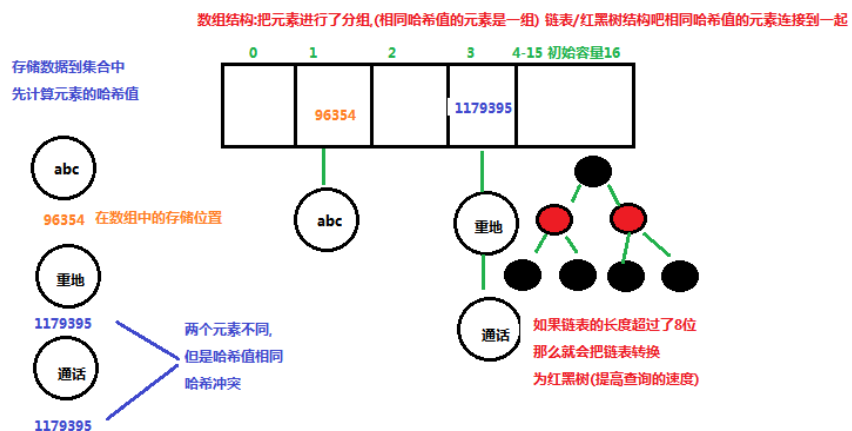 数组结构:把元素进行了分组,(相同哈希值的元素是一组) 链表/红黑树结构吧相同哈希值的元素连接到一起
0 1 2 3 4-15 初始容量16
存储数据到集合中
先计算元素的哈希值
96354
1179395
abc
96354 在数组中的存储位置
abc
重地
重地
1179395
两个元素不同,
但是哈希值相同
哈希冲突
通话
通话
如果链表的长度超过了8位
那么就会把链表转换
为红黑树(提高查询的速度)
1179395